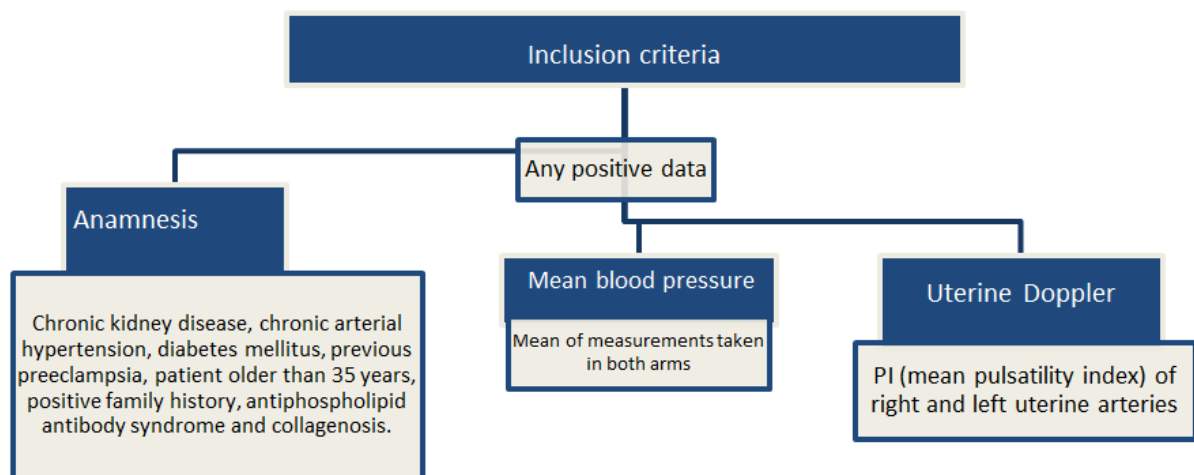 Inclusion criteria
Any positive data
Anamnesis
Chronic kidney disease, chronic arterial
hypertension, diabetes mellitus, previous
preeclampsia, patient older than 35 years,
positive family history, antiphospholipid
antibody syndrome and collagenosis.
Mean blood pressure
Mean of measurements taken
in both arms
Uterine Doppler
PI (mean pulsatility index) of
right and left uterine arteries